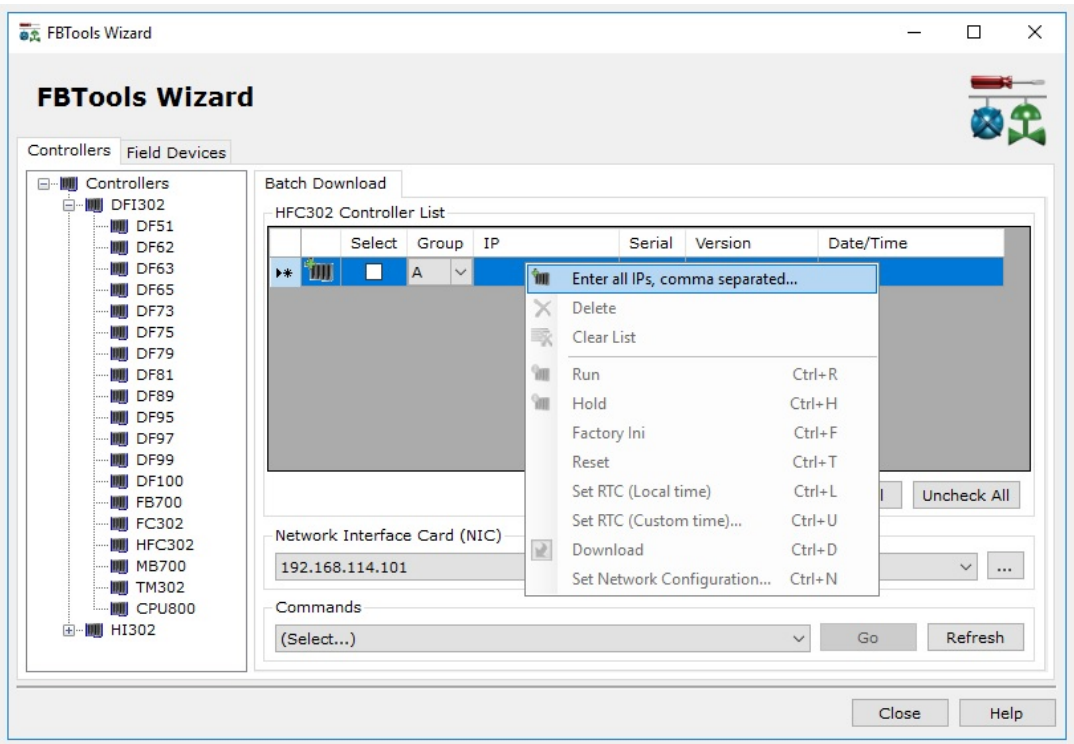 FBTools Wizard
FBTools Wizard
Controllers Field Devices
Controllers
DFI302
DF51
DF62
DF63
DF65
DF73
DF75
DF79
DF81
DF89
DF95
DF97
DF99
DF100
FB700
FC302
HFC302
MB700
TM302
CPU800
HI302
Batch Download
HFC302 Controller List
Select Group IP Serial Version Date/Time
A
Enter all IPs, comma separated...
Delete
Clear List
Run Ctrl+R
Hold Ctrl+H
Factory Ini Ctrl+F
Reset Ctrl+T
Set RTC (Local time) Ctrl+L
Set RTC (Custom time)... Ctrl+U
Download Ctrl+D
Set Network Configuration... Ctrl+N
Uncheck All
Network Interface Card (NIC)
192.168.114.101
...
Commands
(Select...) Go Refresh
Close Help